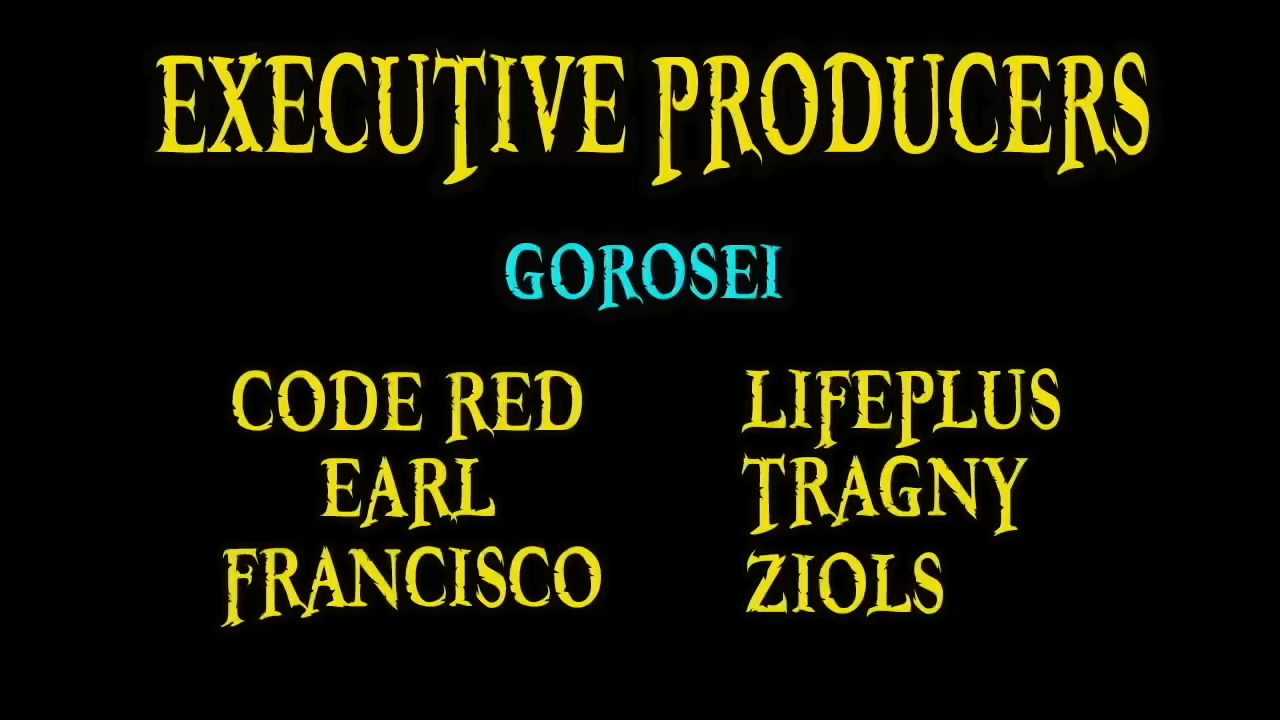 EXECUTIVE PRODUCERS
GOROSEI
CODE RED
EARL
FRANCISCO
LIFEPLUS
TRAGNY
ZIOLS